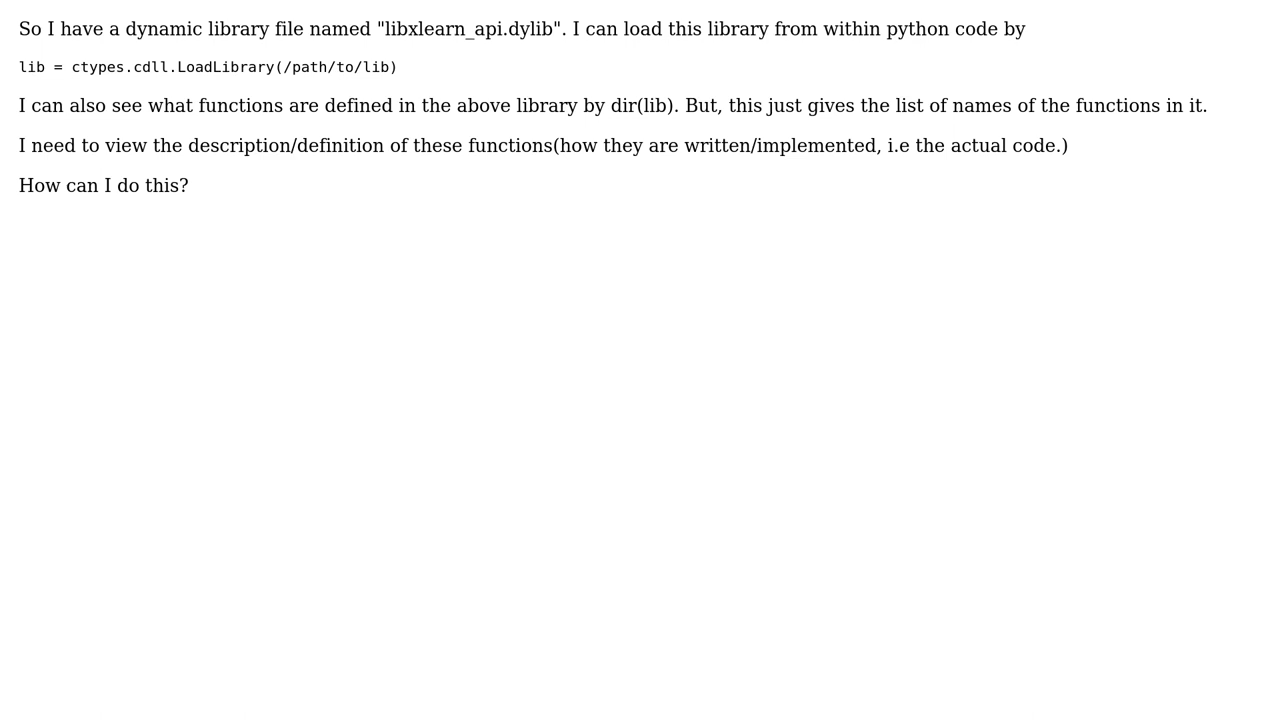 So I have a dynamic library file named "libxlearn_api.dylib". I can load this library from within python code by
lib = ctypes.cdll.LoadLibrary(/path/to/lib)
I can also see what functions are defined in the above library by dir(lib). But, this just gives the list of names of the functions in it.
I need to view the description/definition of these functions(how they are written/implemented, i.e the actual code.)
How can I do this?